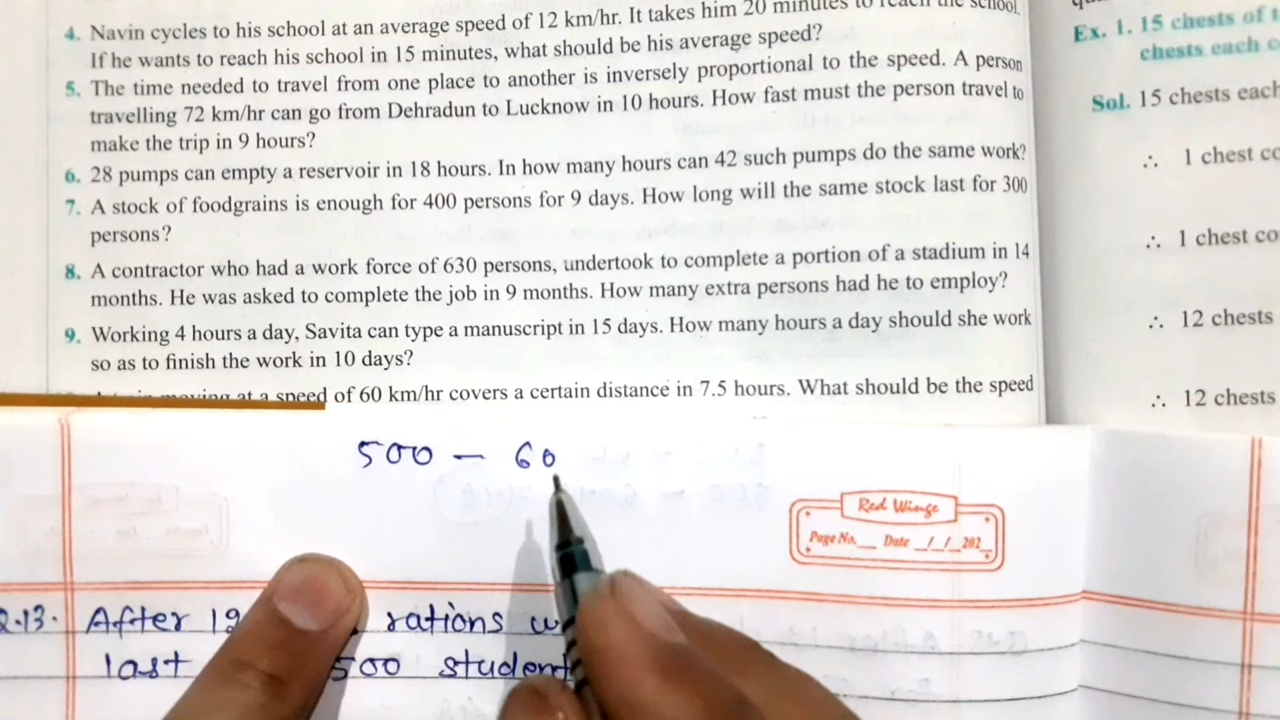 4. Navin cycles to his school at an average speed of 12 km/hr. It takes him 20 minutes to reach the school.
If he wants to reach his school in 15 minutes, what should be his average speed?
5. The time needed to travel from one place to another is inversely proportional to the speed. A person
travelling 72 km/hr can go from Dehradun to Lucknow in 10 hours. How fast must the person travel to
make the trip in 9 hours?
6. 28 pumps can empty a reservoir in 18 hours. In how many hours can 42 such pumps do the same work?
7. A stock of foodgrains is enough for 400 persons for 9 days. How long will the same stock last for 300
persons?
8. A contractor who had a work force of 630 persons, undertook to complete a portion of a stadium in 14
months. He was asked to complete the job in 9 months. How many extra persons had he to employ?
9. Working 4 hours a day, Savita can type a manuscript in 15 days. How many hours a day should she work
so as to finish the work in 10 days?
moving at a speed of 60 km/hr covers a certain distance in 7.5 hours. What should be the speed
Ex. 1. 15 chests of
chests each
Sol. 15 chests each
∴ 1 chest
∴ 1 chest
∴ 12 chests
∴ 12 chests
500 — 60
Red Winge
Page No.___ Date __/__/202__
Q.13. After 19 rations
last 500 student